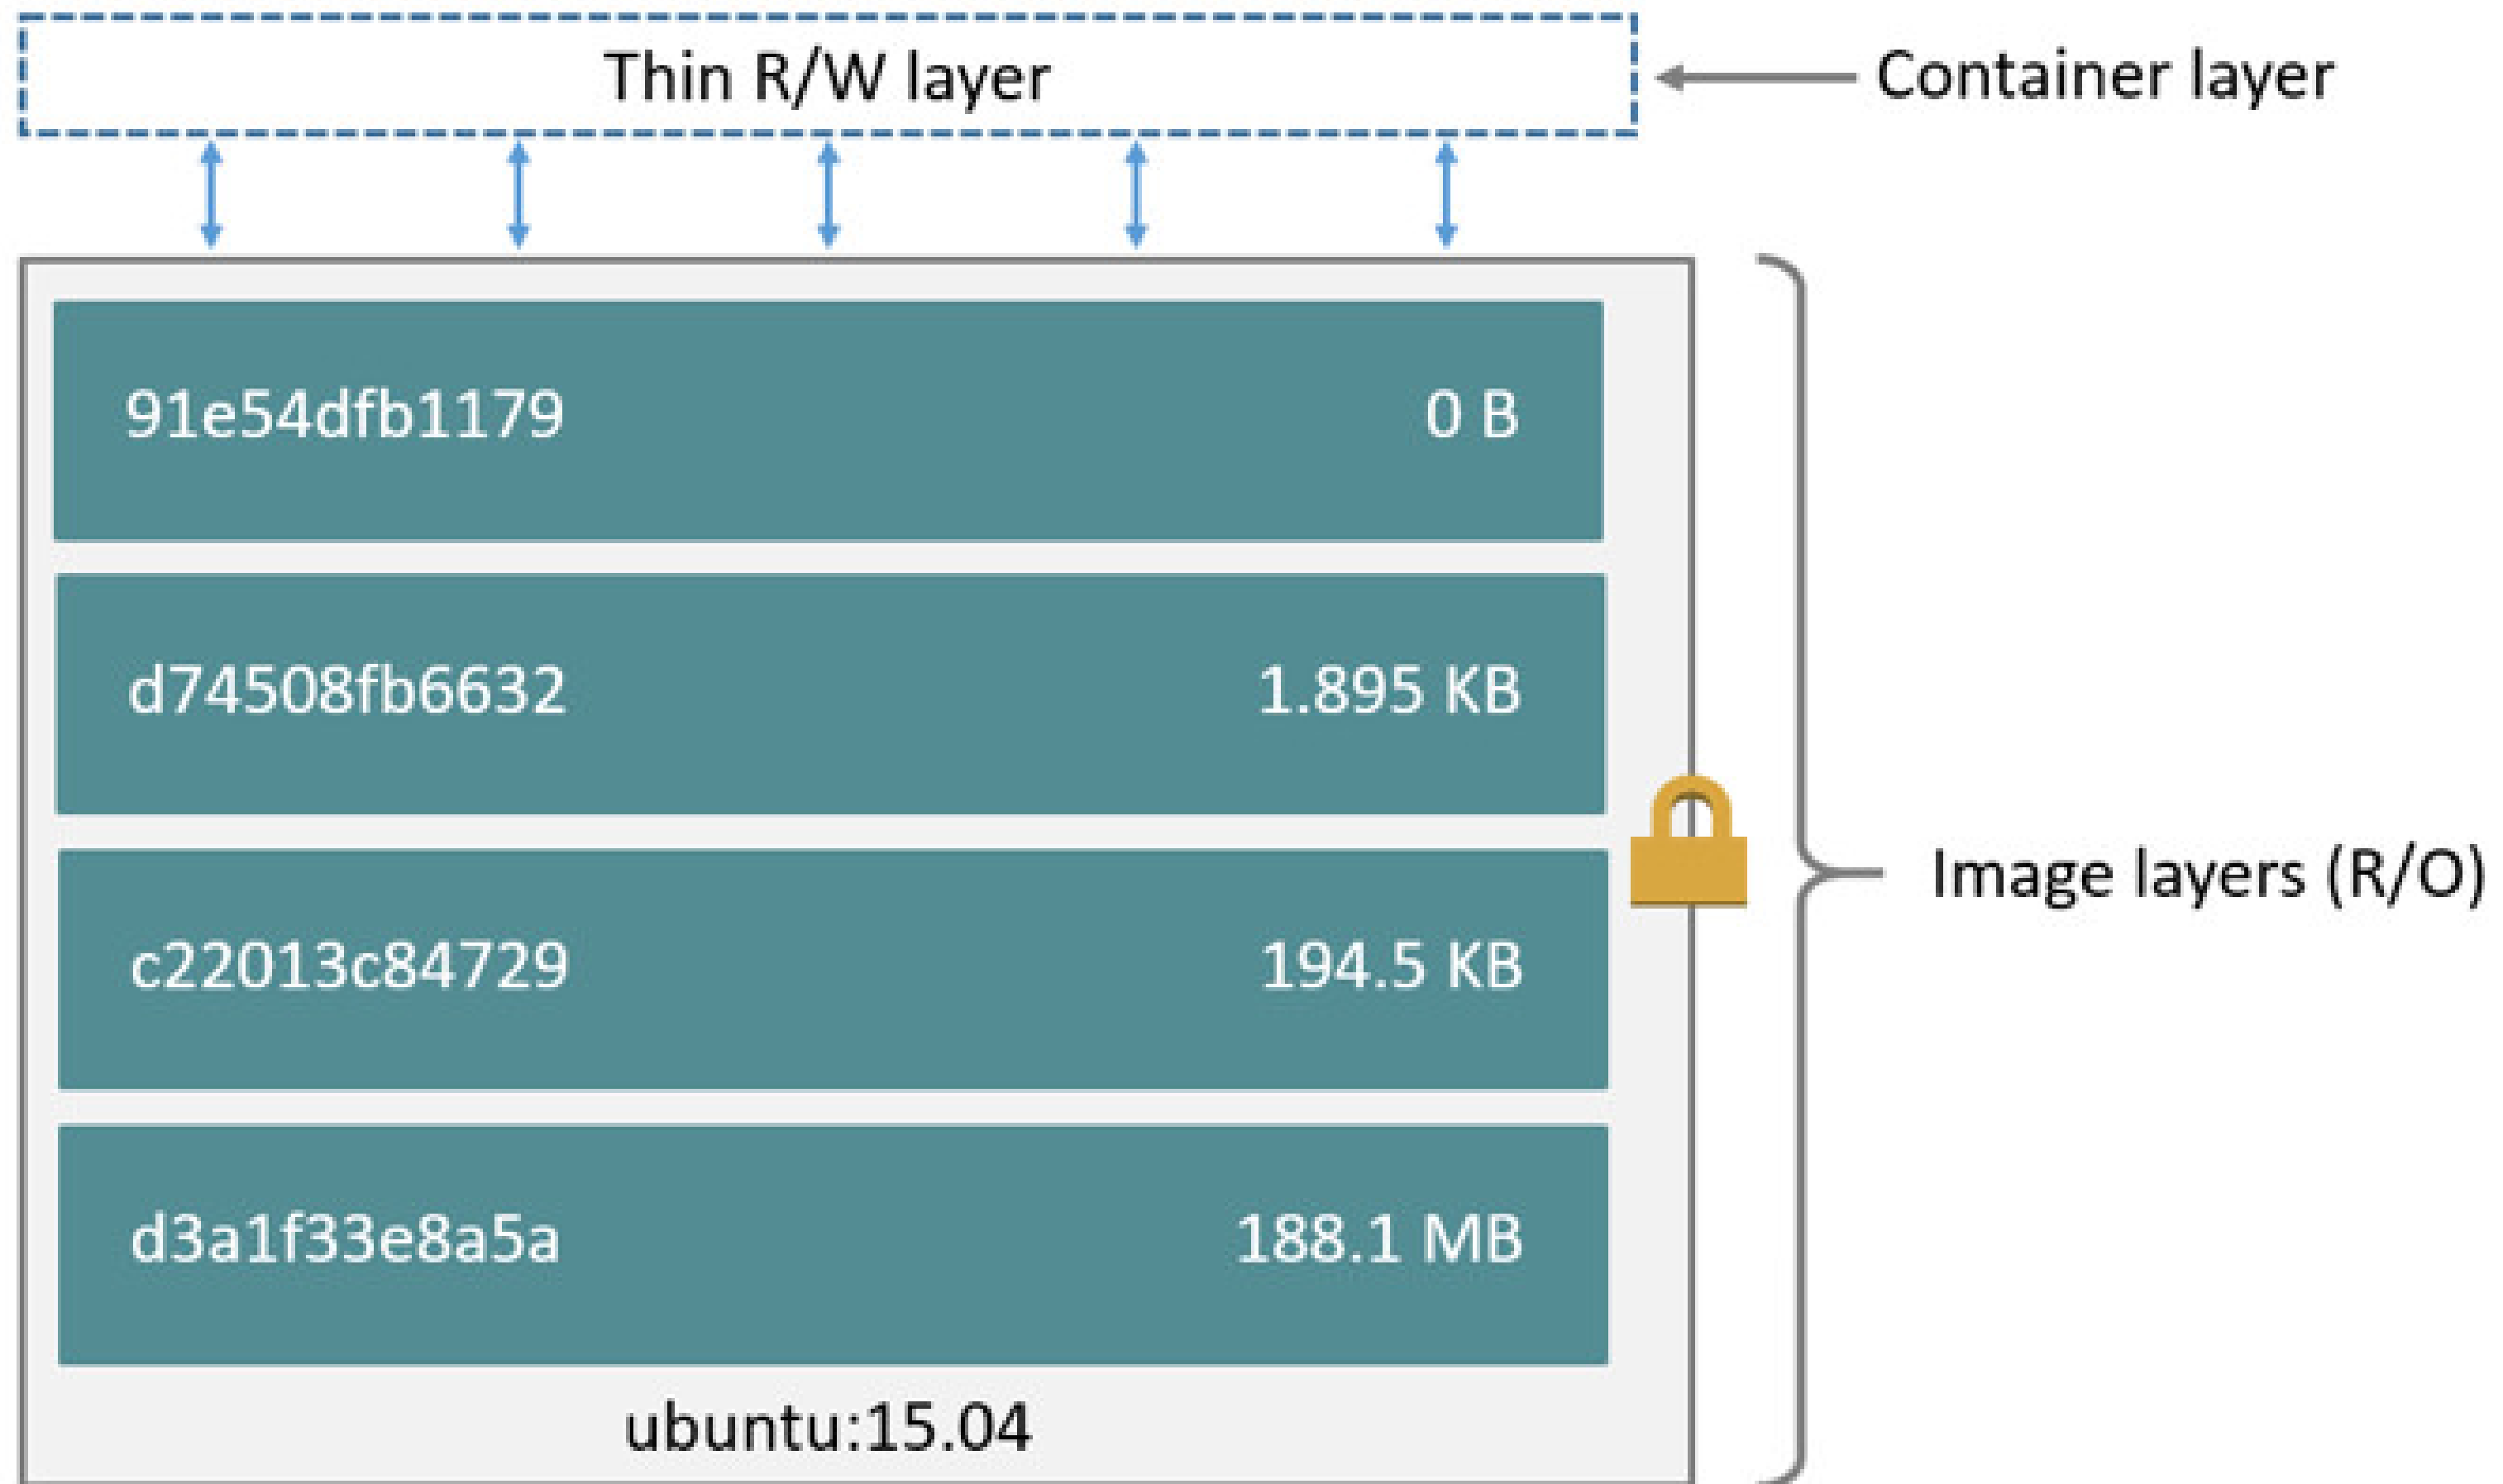 Thin R/W layer
Container layer
91e54dfb1179 0 B
d74508fb6632 1.895 KB
c22013c84729 194.5 KB
d3a1f33e8a5a 188.1 MB
Image layers (R/O)
ubuntu:15.04